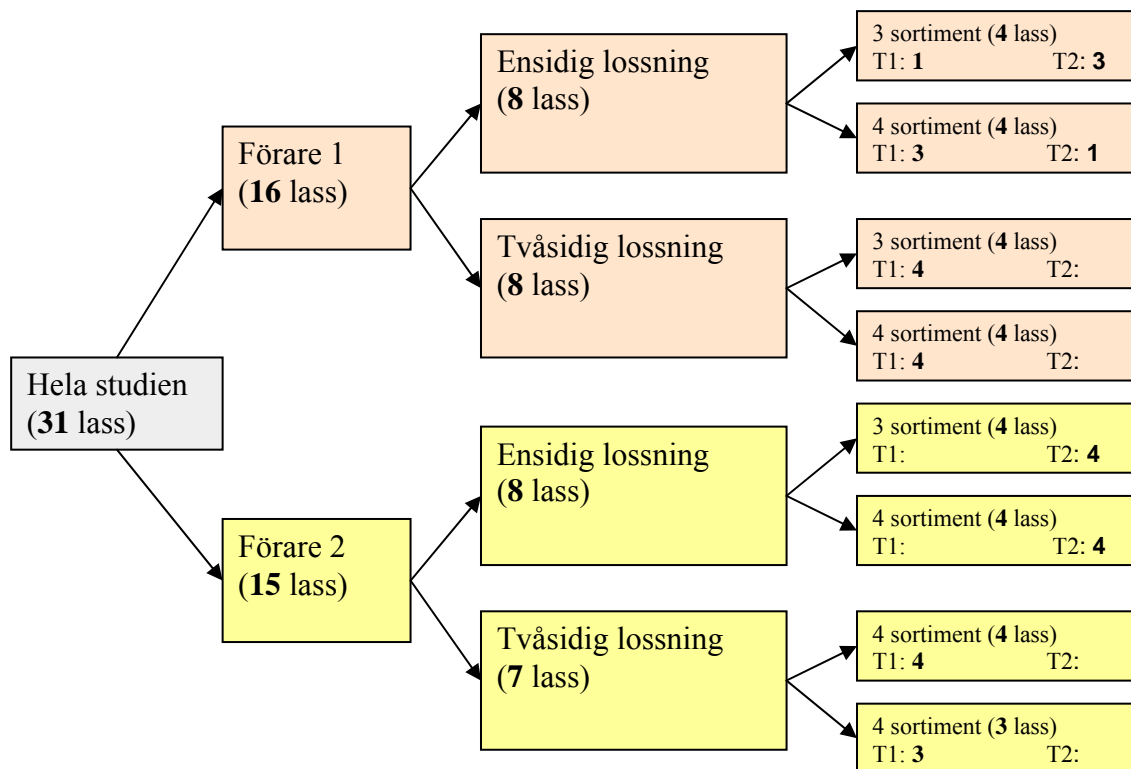 3 sortiment (4 lass)
T1: 1 T2: 3
Ensidig lossning
(8 lass)
4 sortiment (4 lass)
T1: 3 T2: 1
Förare 1
(16 lass)
3 sortiment (4 lass)
T1: 4 T2:
Tvåsidig lossning
(8 lass)
4 sortiment (4 lass)
T1: 4 T2:
Hela studien
(31 lass)
3 sortiment (4 lass)
T1: T2: 4
Ensidig lossning
(8 lass)
4 sortiment (4 lass)
T1: T2: 4
Förare 2
(15 lass)
4 sortiment (4 lass)
T1: 4 T2:
Tvåsidig lossning
(7 lass)
4 sortiment (3 lass)
T1: 3 T2: